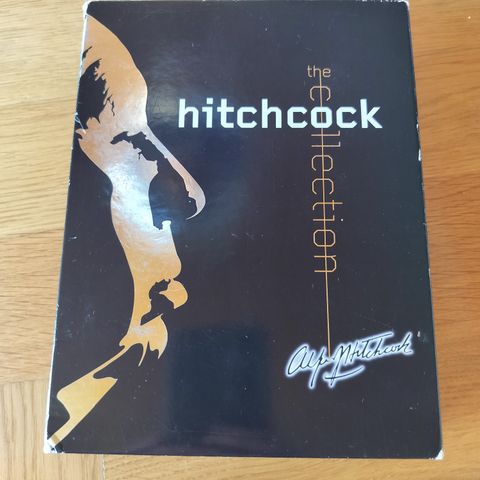 the
hitchcock
collection
Alfred Hitchcock